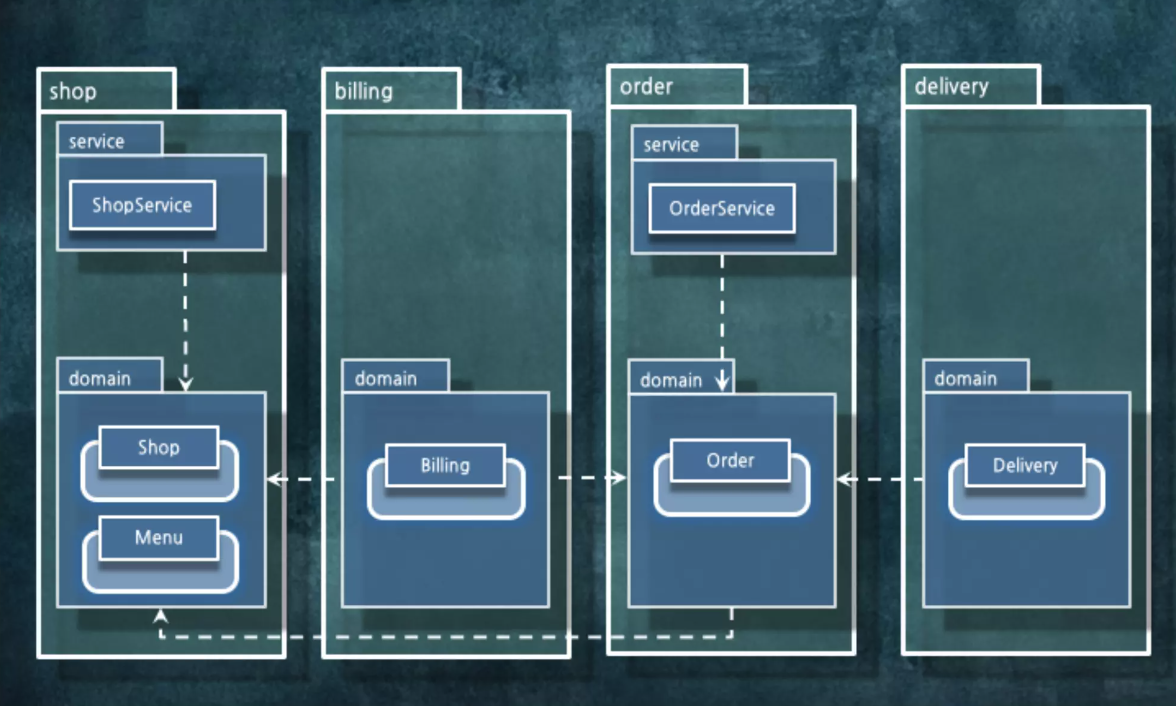 shop
billing
order
delivery
service
ShopService
service
OrderService
domain
Shop
Menu
domain
Billing
domain
Order
domain
Delivery